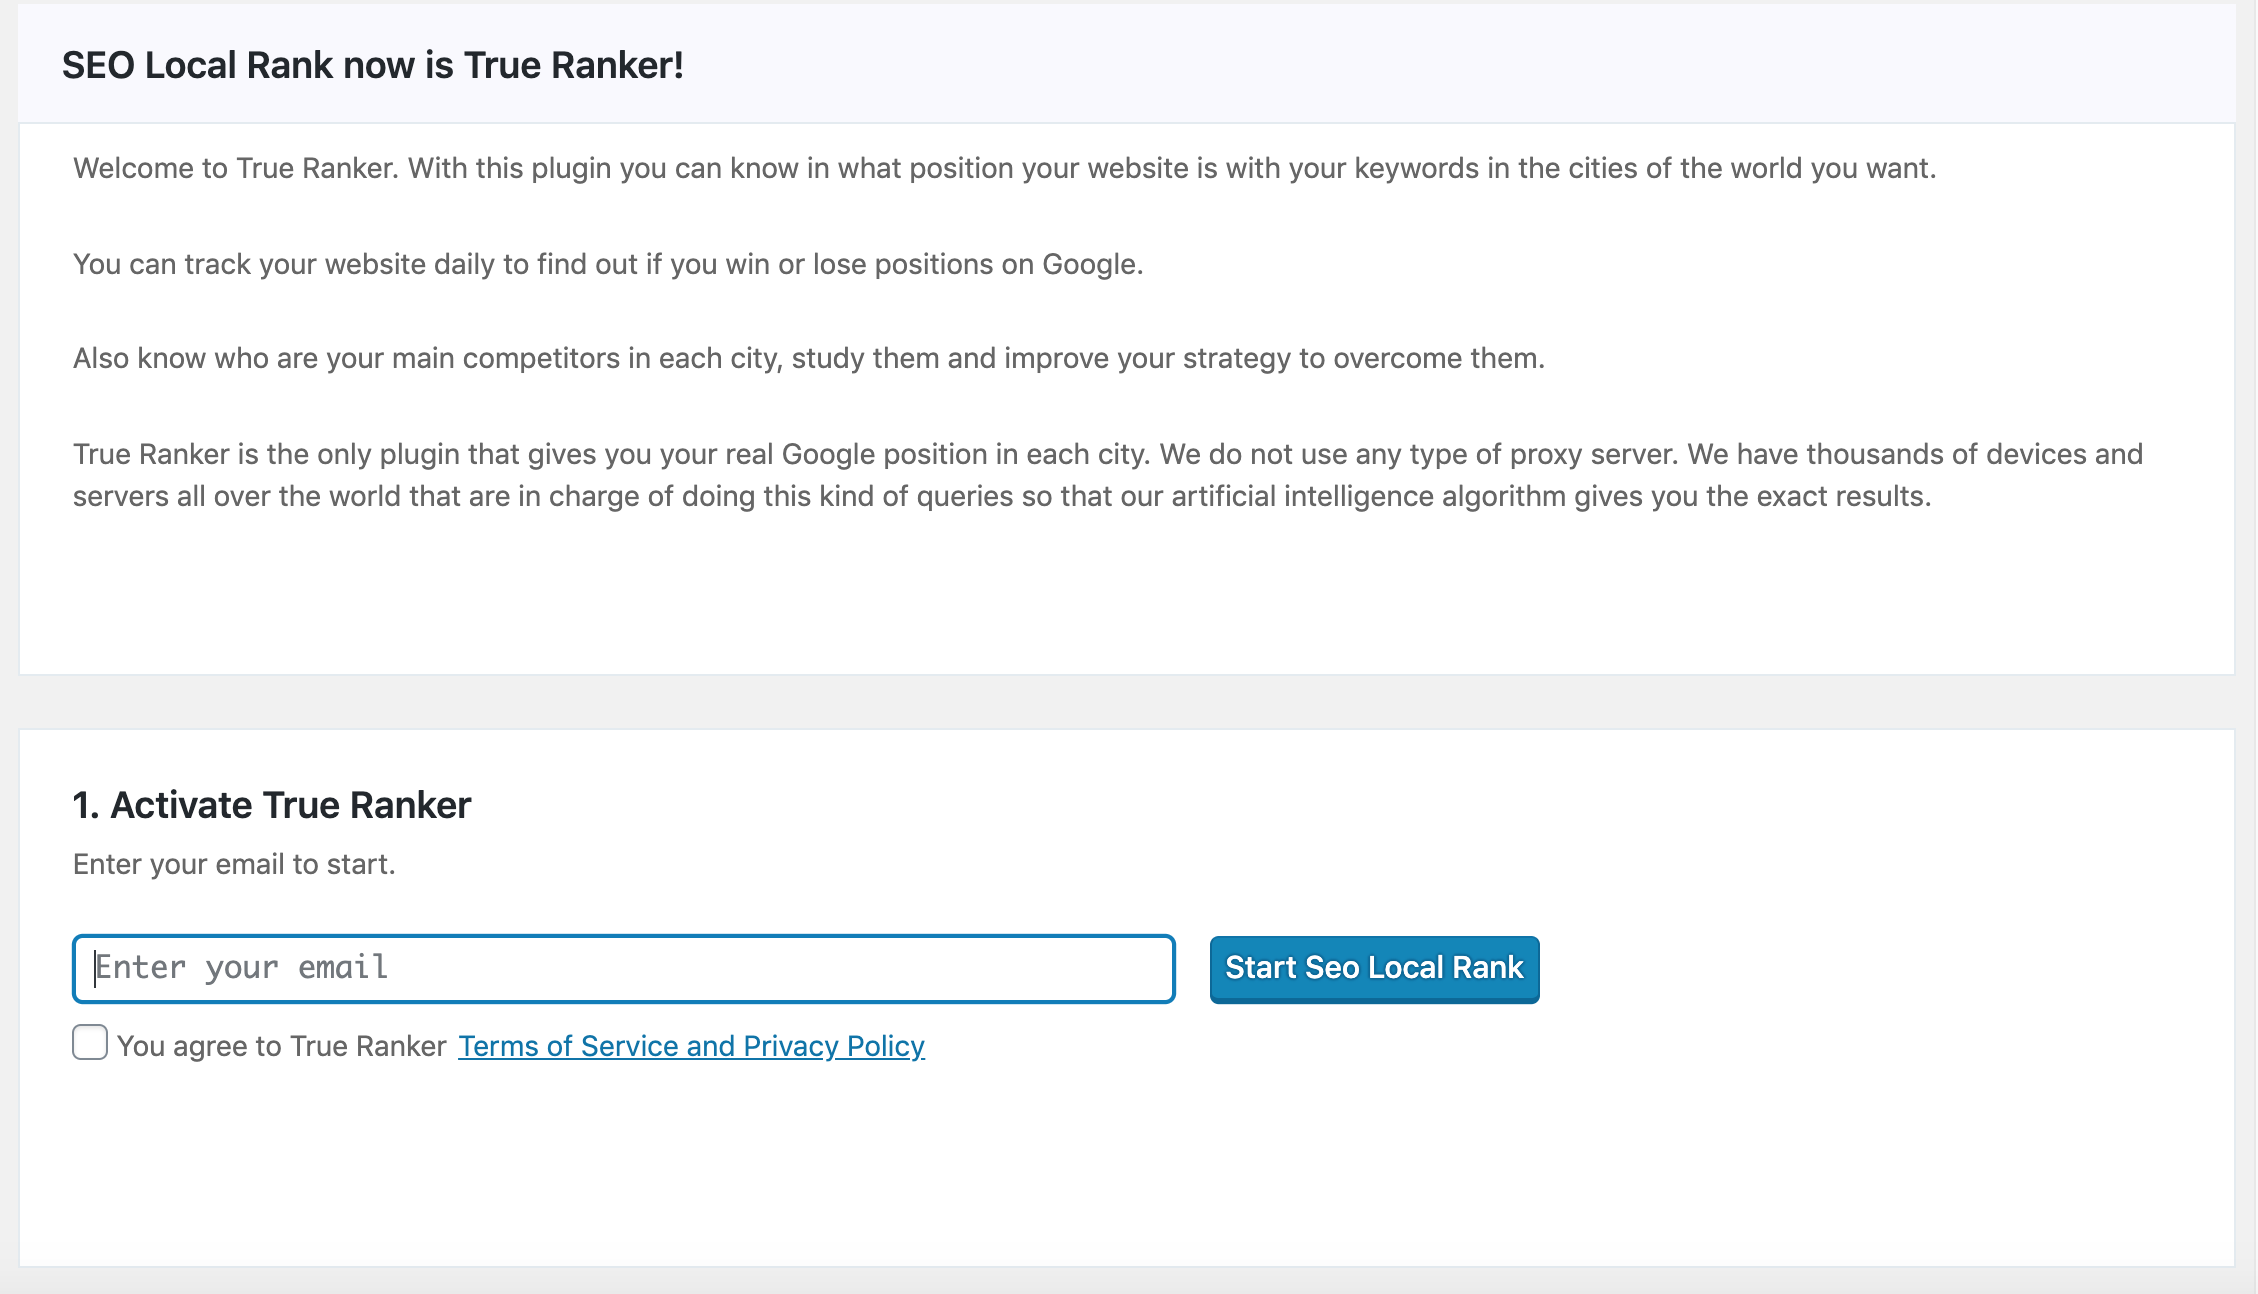 SEO Local Rank now is True Ranker!
Welcome to True Ranker. With this plugin you can know in what position your website is with your keywords in the cities of the world you want.
You can track your website daily to find out if you win or lose positions on Google.
Also know who are your main competitors in each city, study them and improve your strategy to overcome them.
True Ranker is the only plugin that gives you your real Google position in each city. We do not use any type of proxy server. We have thousands of devices and
servers all over the world that are in charge of doing this kind of queries so that our artificial intelligence algorithm gives you the exact results.
1. Activate True Ranker
Enter your email to start.
Enter your email
Start Seo Local Rank
You agree to True Ranker Terms of Service and Privacy Policy